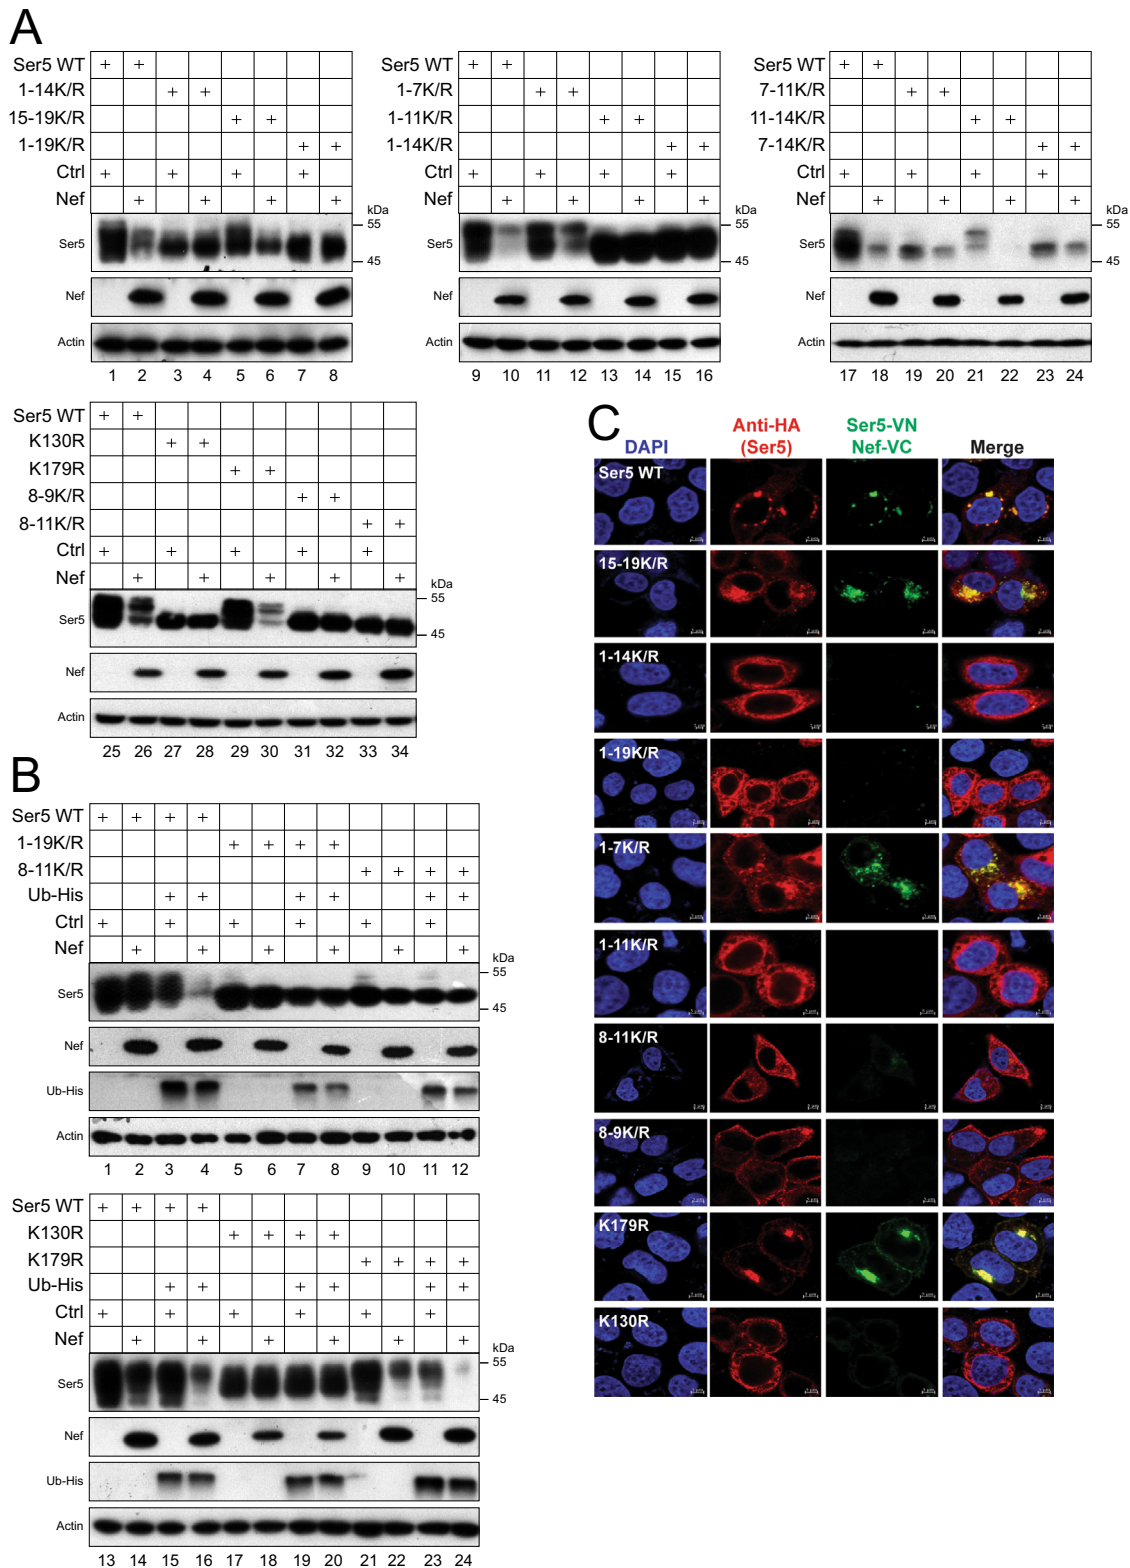 A
Ser5 WT + +
1-14K/R + +
15-19K/R + +
1-19K/R + +
Ctrl + + + +
Nef + + + +
kDa
Ser5 55
45
Nef
Actin
1 2 3 4 5 6 7 8
Ser5 WT + +
1-7K/R + +
1-11K/R + +
1-14K/R + +
Ctrl + + + +
Nef + + + +
kDa
Ser5 55
45
Nef
Actin
9 10 11 12 13 14 15 16
Ser5 WT + +
7-11K/R + +
11-14K/R + +
7-14K/R + +
Ctrl + + + +
Nef + + + +
kDa
Ser5 55
45
Nef
Actin
17 18 19 20 21 22 23 24
Ser5 WT + +
K130R + +
K179R + +
8-9K/R + +
8-11K/R + +
Ctrl + + + + +
Nef + + + + +
kDa
Ser5 55
45
Nef
Actin
25 26 27 28 29 30 31 32 33 34
B
Ser5 WT + + + +
1-19K/R + + + +
8-11K/R + + + +
Ub-His + + + + + +
Ctrl + + + + + +
Nef + + + + + +
kDa
Ser5 55
45
Nef
Ub-His
Actin
1 2 3 4 5 6 7 8 9 10 11 12
Ser5 WT + + + +
K130R + + + +
K179R + + + +
Ub-His + + + + + +
Ctrl + + + + + +
Nef + + + + + +
kDa
Ser5 55
45
Nef
Ub-His
Actin
13 14 15 16 17 18 19 20 21 22 23 24
C
DAPI
Anti-HA
(Ser5)
Ser5-VN
Nef-VC
Merge
Ser5 WT
15-19K/R
1-14K/R
1-19K/R
1-7K/R
1-11K/R
8-11K/R
8-9K/R
K179R
K130R